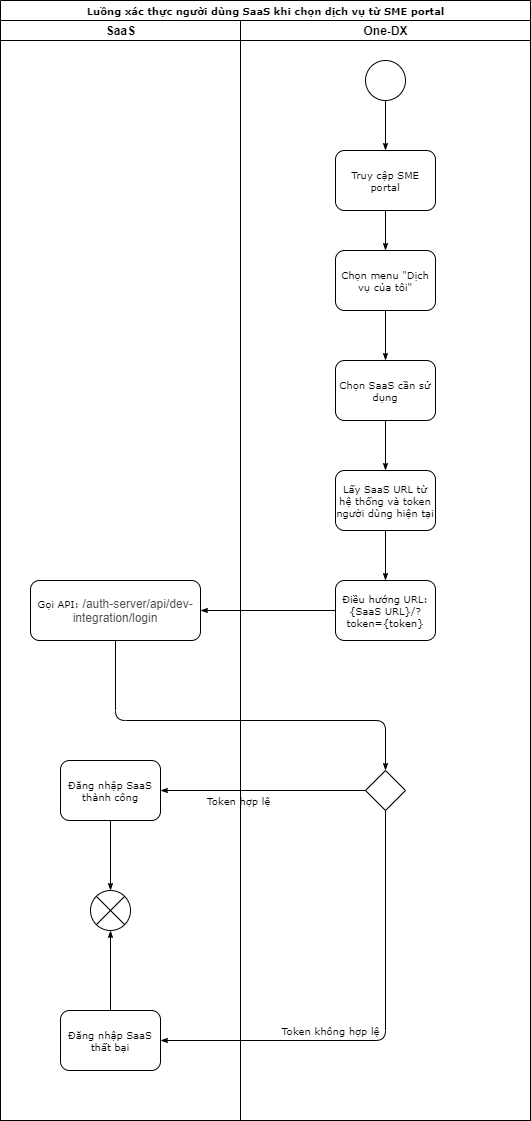 Luồng xác thực người dùng SaaS khi chọn dịch vụ từ SME portal
SaaS
One-DX
Truy cập SME
portal
Chọn menu "Dịch
vụ của tôi"
Chọn SaaS cần sử
dụng
Lấy SaaS URL từ
hệ thống và token
người dùng hiện tại
Điều hướng URL:
{SaaS URL}/?
token={token}
Gọi API: /auth-server/api/dev-
integration/login
Đăng nhập SaaS
thành công
Token hợp lệ
Token không hợp lệ
Đăng nhập SaaS
thất bại